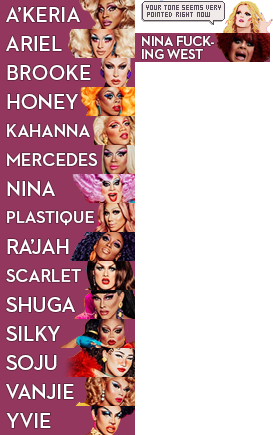 A'KERIA
ARIEL
BROOKE
HONEY
KAHANNA
MERCEDES
NINA
PLASTIQUE
RA'JAH
SCARLET
SHUGA
SILKY
SOJU
VANJIE
YVIE
YOUR TONE SEEMS VERY
POINTED RIGHT NOW
NINA FUCK-
ING WEST